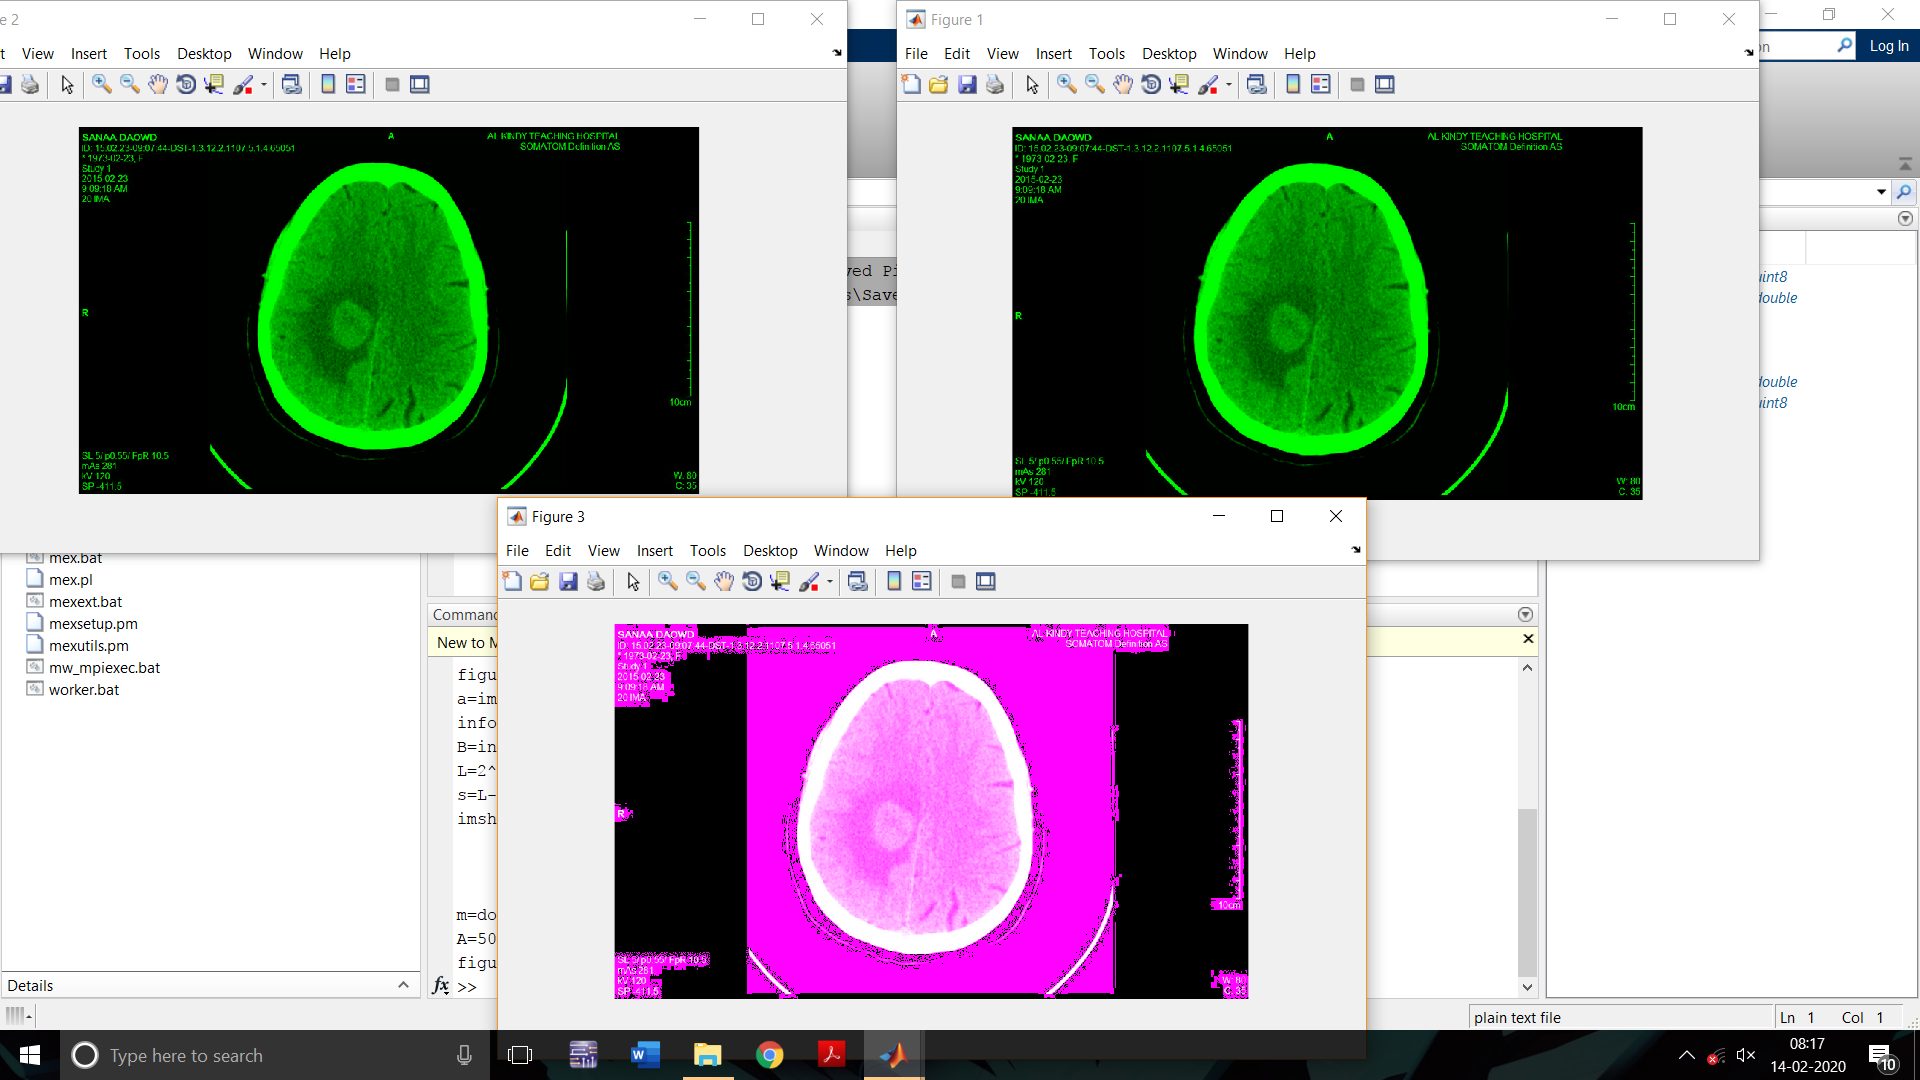 e 2
t View Insert Tools Desktop Window Help
SANAA DAOWD
ID: 15.02.23-09:07:44-DST-1.3.12.2.1107.5.1.4.65051
* 1973-02-23, F
Study 1
2015 02 23
9 09:18 AM
20 IMA
A
AL KINDY TEACHING HOSPITAL
SOMATOM Definition AS
R
10cm
SL 5/ p0.55/ FpR 10.5
mAs 281
kV 120
SP -411.5
W: 80
C: 35
Figure 1
File Edit View Insert Tools Desktop Window Help
SANAA DAOWD
ID: 15.02.23-09:07:44-DST-1.3.12.2.1107.5.1.4.65051
* 1973 02 23, F
Study 1
2015-02-23
9:09:18 AM
20 IMA
A
AL KINDY TEACHING HOSPITAL
SOMATOM Definition AS
R
10cm
SL 5/ p0.55/ FpR 10.5
mAs 281
kV 120
SP -411.5
W: 80
C: 35
on
Log In
ved Pi
s\Save
uint8
double
double
uint8
Figure 3
File Edit View Insert Tools Desktop Window Help
SANAA DAOWD
ID: 15.02.23-09:07:44-DST-1.3.12.2.1107.5.1.4.65051
* 1973-02-23, F
Study 1
2015 02 23
9 09:18 AM
20 IMA
A
AL KINDY TEACHING HOSPITAL
SOMATOM Definition AS
R
10cm
SL 5/ p0.55/ FpR 10.5
mAs 281
kV 120
SP -411.5
W: 80
C: 35
mex.bat
mex.pl
mexext.bat
mexsetup.pm
mexutils.pm
mw_mpiexec.bat
worker.bat
Details
Comman
New to M
figu
a=im
info
B=in
L=2^
s=L-
imsh
m=do
A=50
figu
fx >>
plain text file
Ln 1 Col 1
Type here to search
08:17
14-02-2020
10